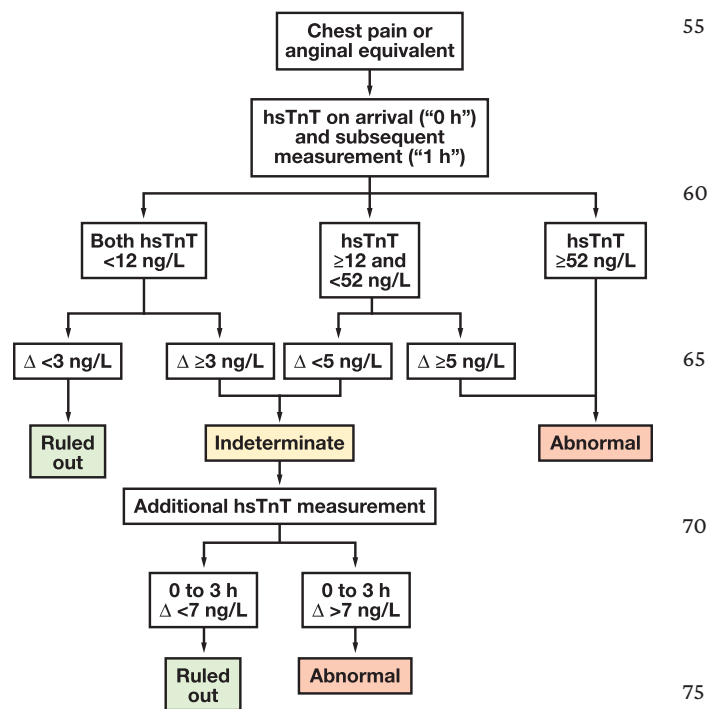 55
Chest pain or
anginal equivalent
hsTnT on arrival (“0 h”)
and subsequent
measurement (“1 h”)
60
Both hsTnT
<12 ng/L
hsTnT
≥12 and
<52 ng/L
hsTnT
≥52 ng/L
65
Δ <3 ng/L
Δ ≥3 ng/L
Δ <5 ng/L
Δ ≥5 ng/L
Ruled
out
Indeterminate
Abnormal
Additional hsTnT measurement
70
0 to 3 h
Δ <7 ng/L
0 to 3 h
Δ >7 ng/L
Ruled
out
Abnormal
75